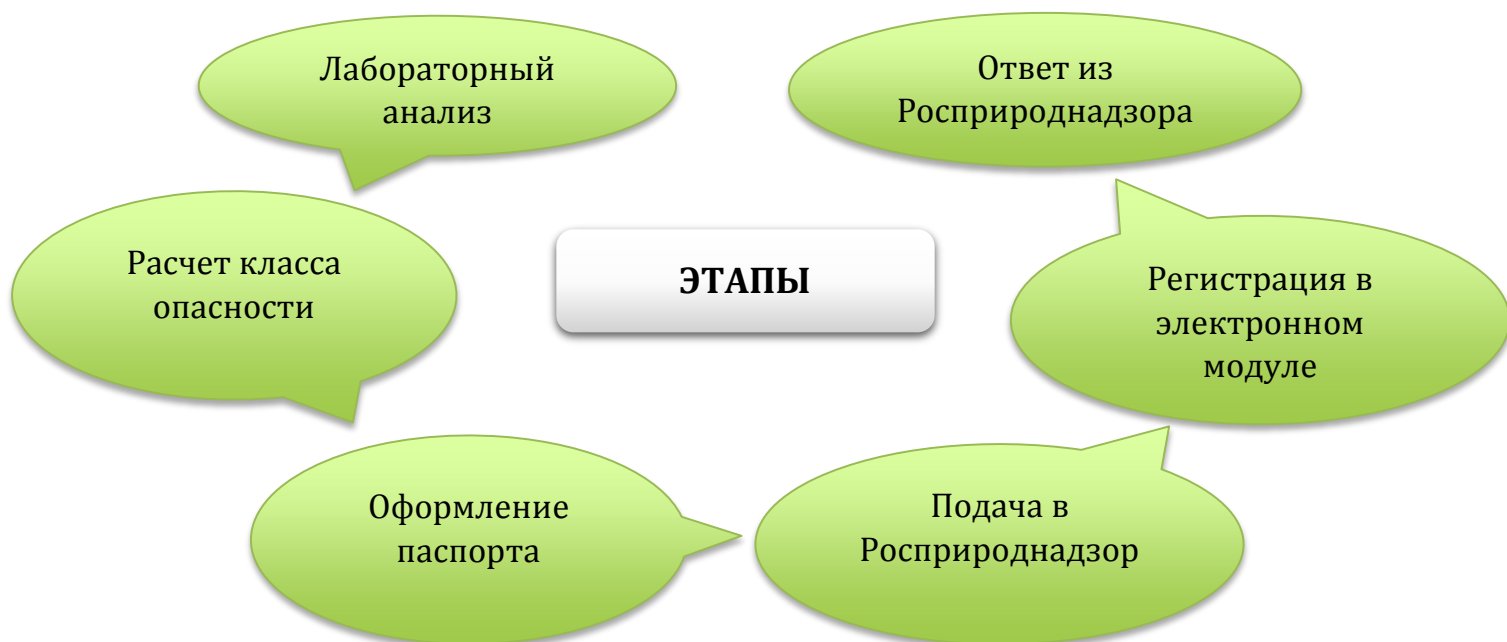 Лабораторный
анализ
Ответ из
Росприроднадзора
Расчет класса
опасности
ЭТАПЫ
Регистрация в
электронном
модуле
Оформление
паспорта
Подача в
Росприроднадзор